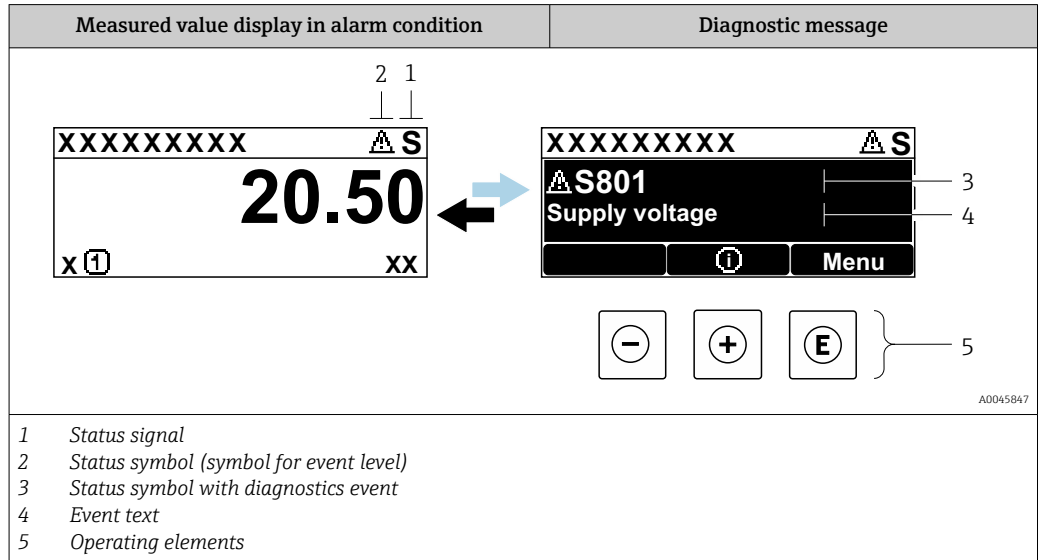 Measured value display in alarm condition
Diagnostic message
2 1
XXXXXXXXX ⚠ S
20.50
x 1 xx
XXXXXXXXX ⚠ S
⚠ S801
Supply voltage
i Menu
3
4
− + E
5
A0045847
1 Status signal
2 Status symbol (symbol for event level)
3 Status symbol with diagnostics event
4 Event text
5 Operating elements